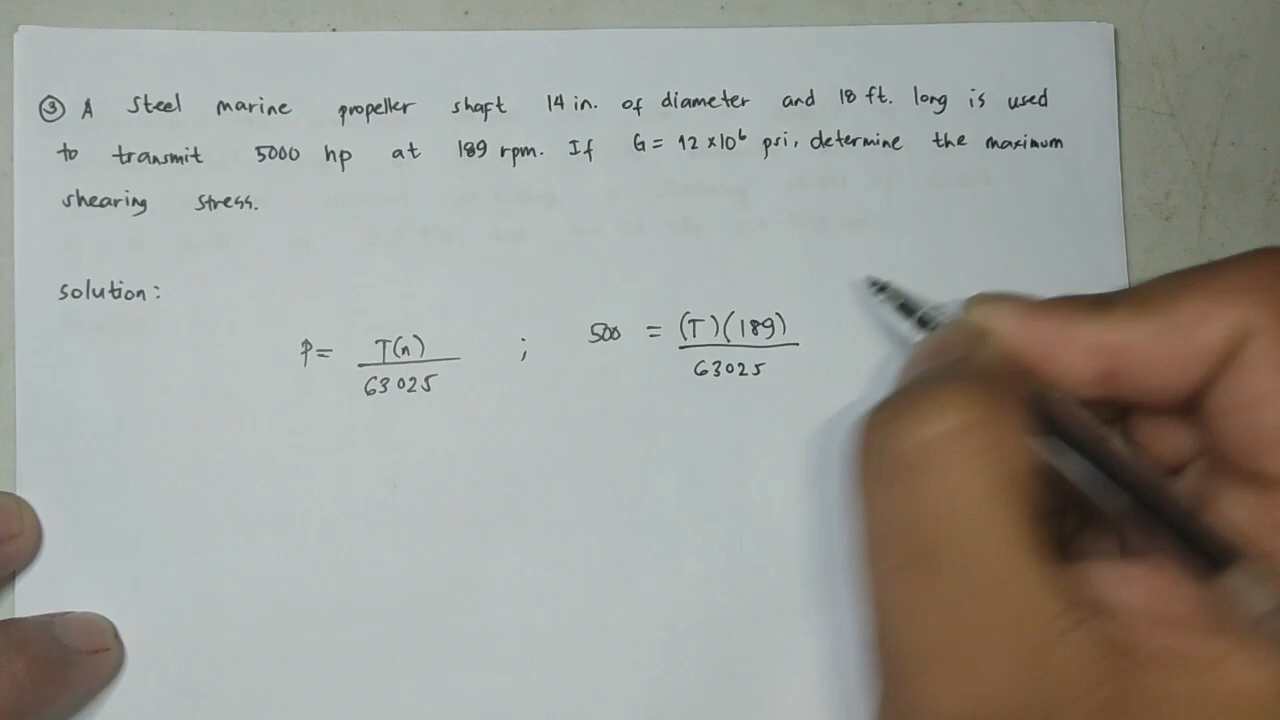 ③ A steel marine propeller shaft 14 in. of diameter and 18 ft. long is used
to transmit 5000 hp at 189 rpm. If G = 12 x10⁶ psi, determine the maximum
shearing stress.
solution:
P = T(n) / 63025 ; 500 = (T)(189) / 63025